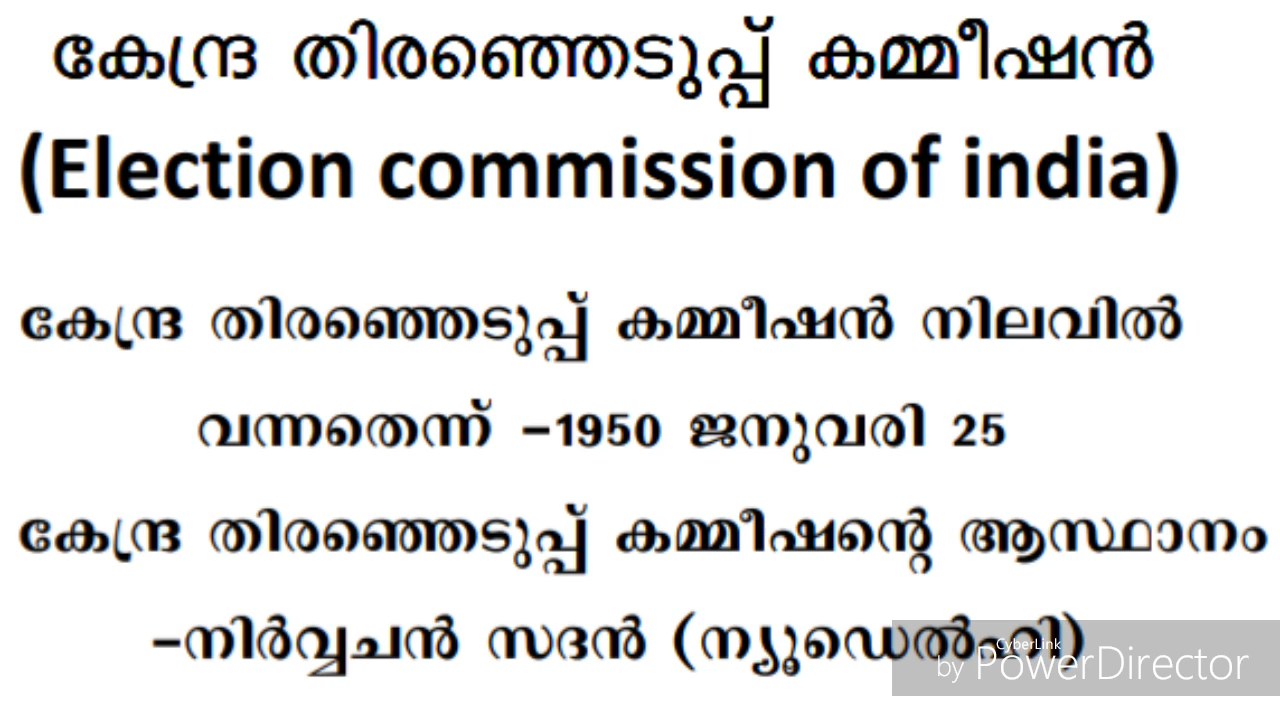 കേന്ദ്ര തിരഞ്ഞെടുപ്പ് കമ്മീഷൻ
(Election commission of india)
കേന്ദ്ര തിരഞ്ഞെടുപ്പ് കമ്മീഷൻ നിലവിൽ
വന്നതെന്ന് -1950 ജനുവരി 25
കേന്ദ്ര തിരഞ്ഞെടുപ്പ് കമ്മീഷന്റെ ആസ്ഥാനം
-നിർവ്വചൻ സദൻ (ന്യൂഡെൽഹി)
CyberLink
by PowerDirector